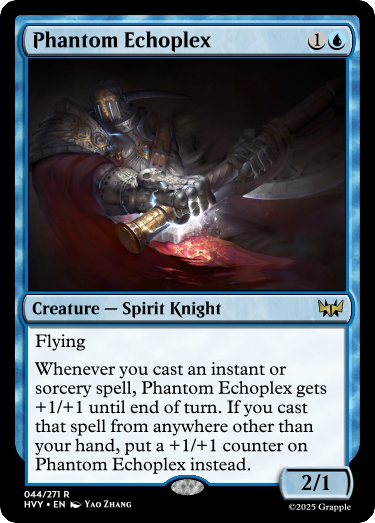 Phantom Echoplex 1
Creature — Spirit Knight
Flying
Whenever you cast an instant or
sorcery spell, Phantom Echoplex gets
+1/+1 until end of turn. If you cast
that spell from anywhere other than
your hand, put a +1/+1 counter on
Phantom Echoplex instead.
2/1
044/271 R
HVY • EN Yao Zhang
©2025 Grapple